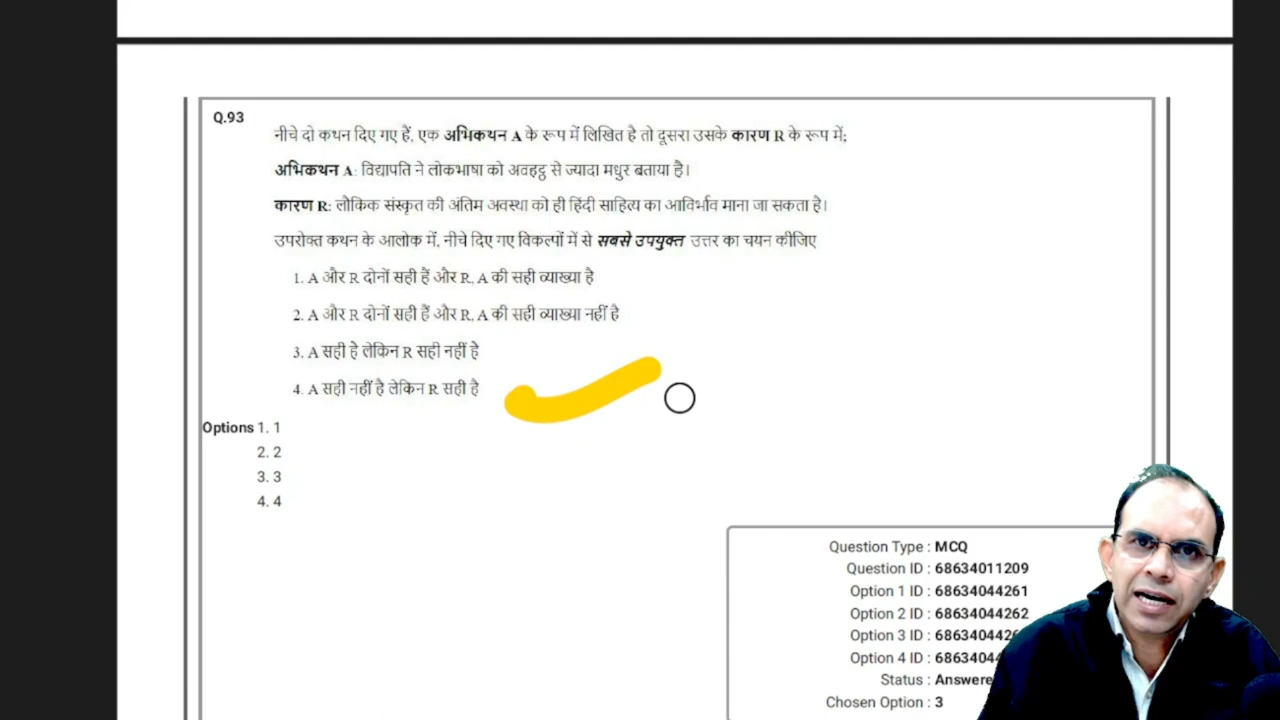 Q.93
नीचे दो कथन दिए गए हैं, एक अभिकथन A के रूप में लिखित है तो दूसरा उसके कारण R के रूप में;
अभिकथन A: विद्यापति ने लोकभाषा को अवहट्ठ से ज्यादा मधुर बताया है।
कारण R: लौकिक संस्कृत की अंतिम अवस्था को ही हिंदी साहित्य का आविर्भाव माना जा सकता है।
उपरोक्त कथन के आलोक में, नीचे दिए गए विकल्पों में से सबसे उपयुक्त उत्तर का चयन कीजिए
1. A और R दोनों सही हैं और R, A की सही व्याख्या है
2. A और R दोनों सही हैं और R, A की सही व्याख्या नहीं है
3. A सही है लेकिन R सही नहीं है
4. A सही नहीं है लेकिन R सही है
Options 1. 1
2. 2
3. 3
4. 4
Question Type : MCQ
Question ID : 68634011209
Option 1 ID : 68634044261
Option 2 ID : 68634044262
Option 3 ID :
Option 4 ID :
Status :
Chosen Option : 3